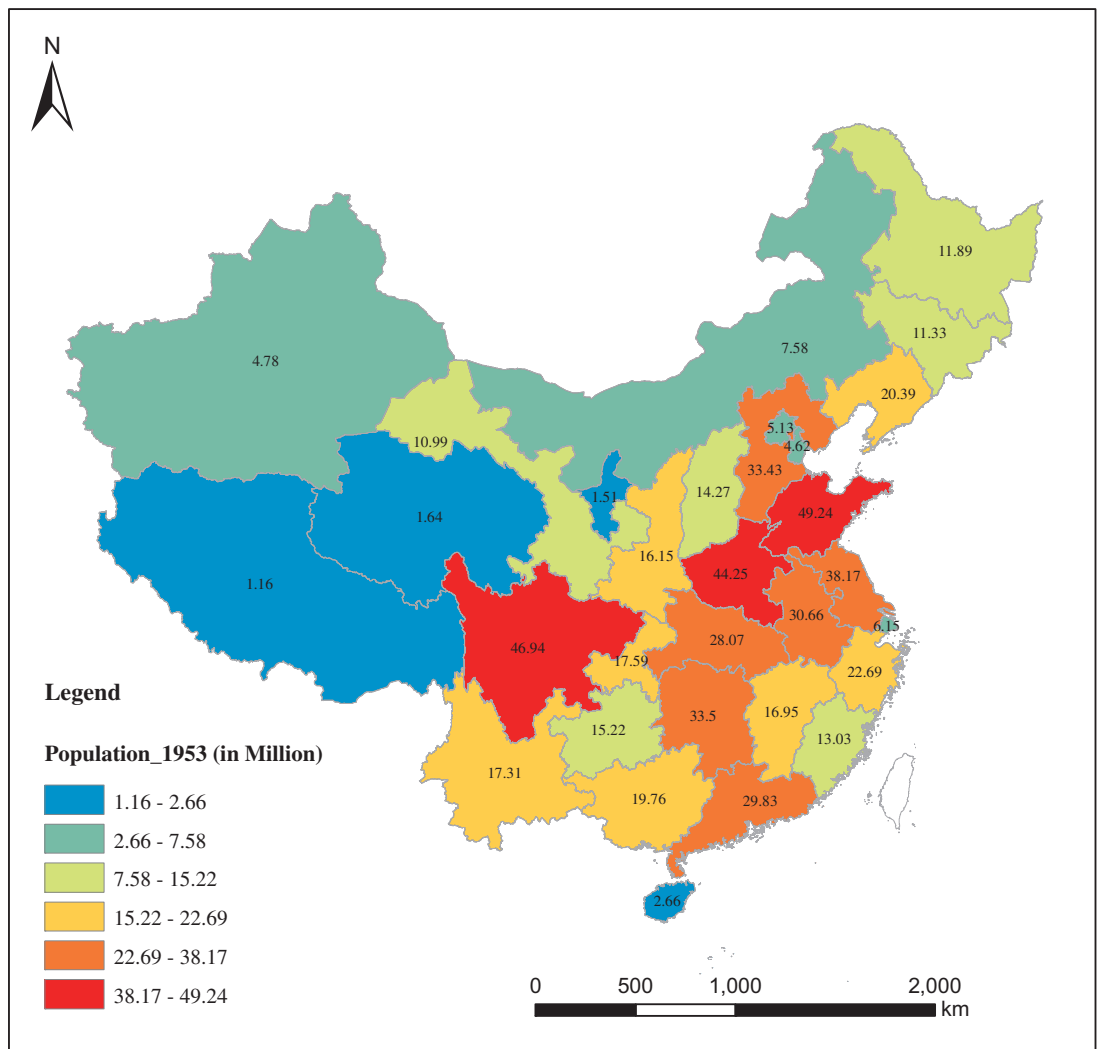 N
11.89
11.33
7.58
4.78
20.39
5.13
10.99
4.62
33.43
14.27
1.51
49.24
1.64
16.15
44.25
38.17
1.16
30.66
6.15
28.07
46.94
17.59
22.69
Legend
16.95
33.5
15.22
13.03
Population_1953 (in Million)
17.31
19.76
29.83
1.16 - 2.66
2.66 - 7.58
7.58 - 15.22
2.66
15.22 - 22.69
22.69 - 38.17
38.17 - 49.24
0 500 1,000 2,000
km